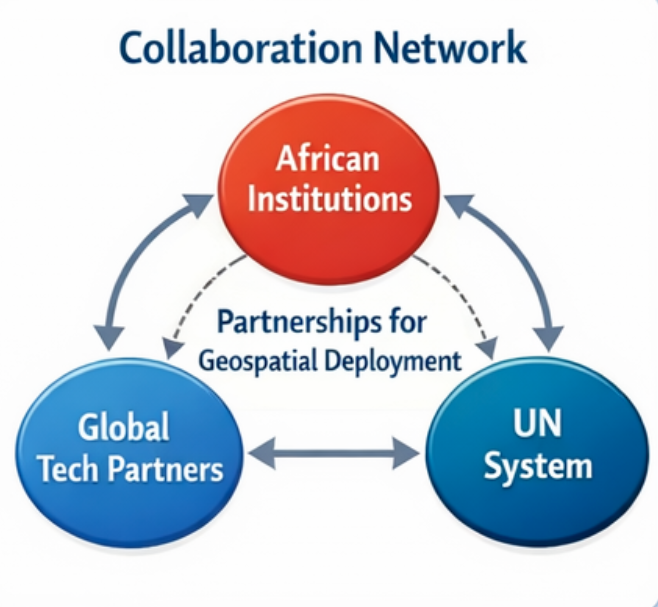 Collaboration Network
African
Institutions
Partnerships for
Geospatial Deployment
Global
Tech Partners
UN
System